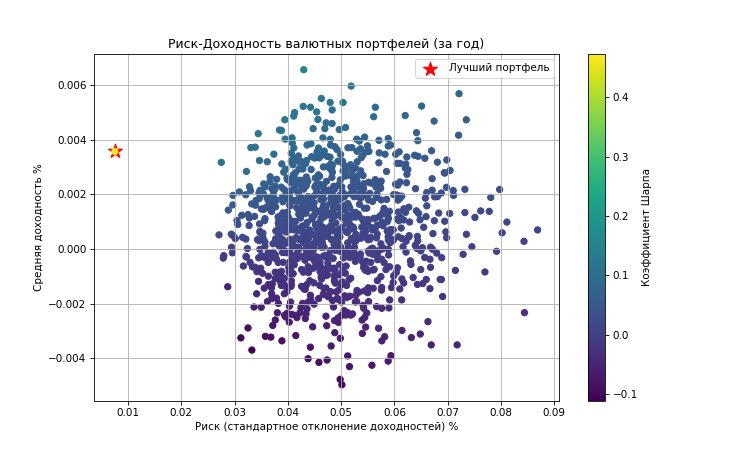 Риск-Доходность валютных портфелей (за год)
Лучший портфель
0.006
0.004
0.002
0.000
−0.002
−0.004
Средняя доходность %
0.01 0.02 0.03 0.04 0.05 0.06 0.07 0.08 0.09
Риск (стандартное отклонение доходностей) %
0.4
0.3
0.2
0.1
0.0
−0.1
Коэффициент Шарпа